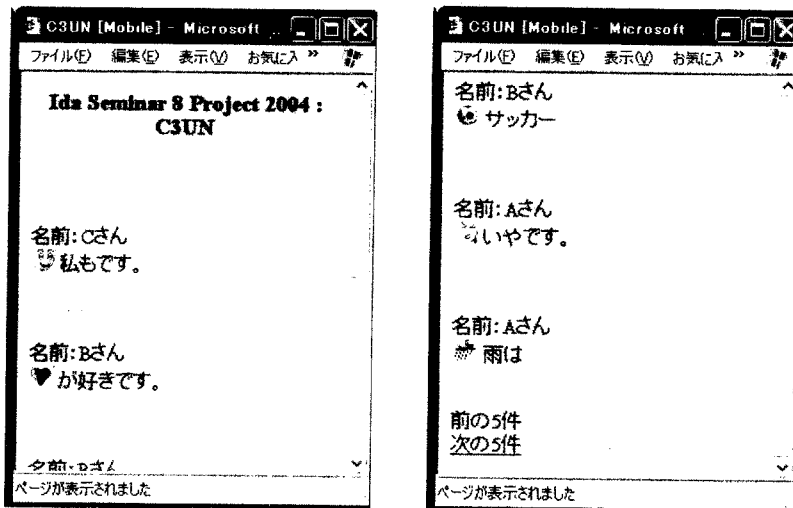 C3UN [Mobile] - Microsoft ...
ファイル(F) 編集(E) 表示(V) お気に入 »
Ida Seminar 8 Project 2004 :
C3UN
名前:Cさん
私もです。
名前:Bさん
が好きです。
名前:Bさん
ページが表示されました
C3UN [Mobile] - Microsoft ...
ファイル(F) 編集(E) 表示(V) お気に入 »
名前:Bさん
サッカー
名前:Aさん
いやです。
名前:Aさん
雨は
前の5件
次の5件
ページが表示されました